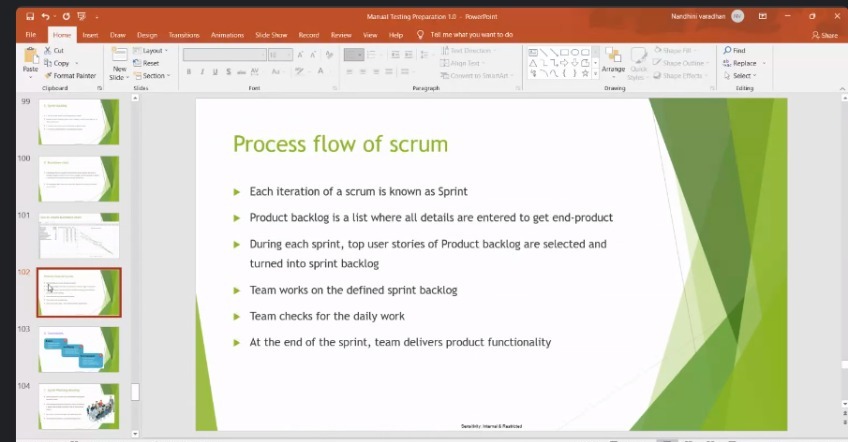 Manual Testing Preparation 1.0 - PowerPoint
Nandhini varadhan
File Home Insert Draw Design Transitions Animations Slide Show Record Review View Help Tell me what you want to do
Share
Paste
Cut
Copy
Format Painter
Clipboard
New
Slide
Layout
Reset
Section
Slides
Font
Text Direction
Align Text
Convert to SmartArt
Paragraph
Arrange
Quick
Styles
Shape Fill
Shape Outline
Shape Effects
Drawing
Find
Replace
Select
Editing
99
100
101
102
103
104
Process flow of scrum
Each iteration of a scrum is known as Sprint
Product backlog is a list where all details are entered to get end-product
During each sprint, top user stories of Product backlog are selected and
turned into sprint backlog
Team works on the defined sprint backlog
Team checks for the daily work
At the end of the sprint, team delivers product functionality
Sensitivity: Internal & Restricted